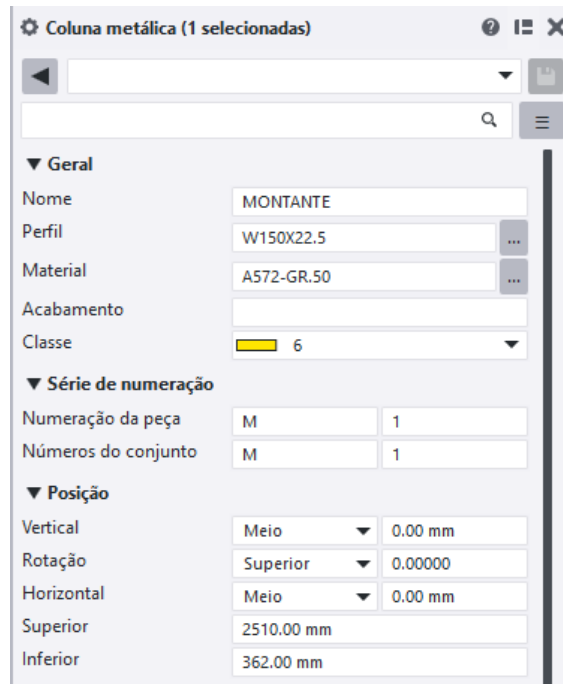 Coluna metálica (1 selecionadas)
Geral
Nome MONTANTE
Perfil W150X22.5 ...
Material A572-GR.50 ...
Acabamento
Classe 6
Série de numeração
Numeração da peça M 1
Números do conjunto M 1
Posição
Vertical Meio 0.00 mm
Rotação Superior 0.00000
Horizontal Meio 0.00 mm
Superior 2510.00 mm
Inferior 362.00 mm